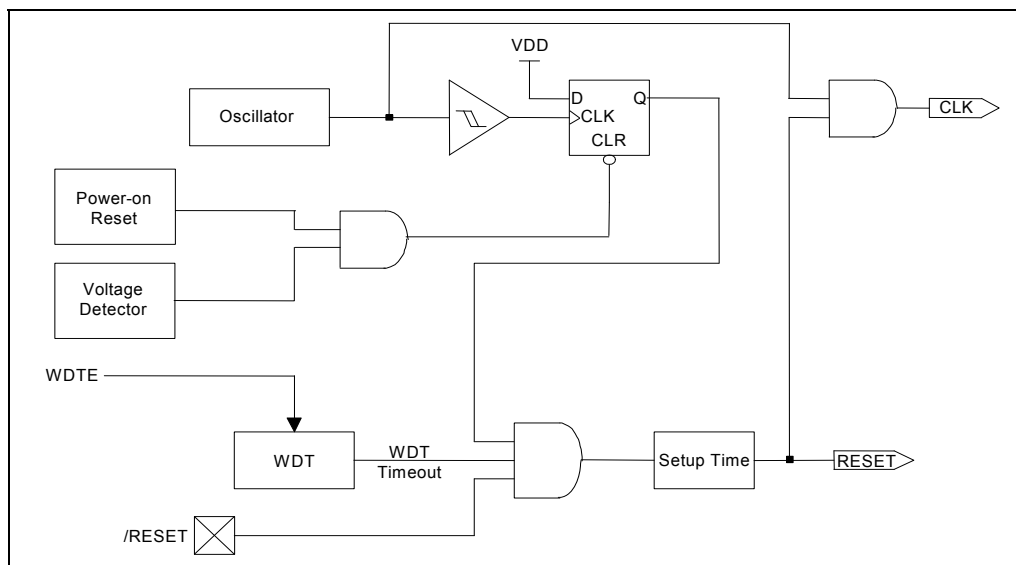 VDD
Oscillator
D
Q
CLK
CLR
CLK
Power-on
Reset
Voltage
Detector
WDTE
WDT
WDT
Timeout
Setup Time
RESET
/RESET